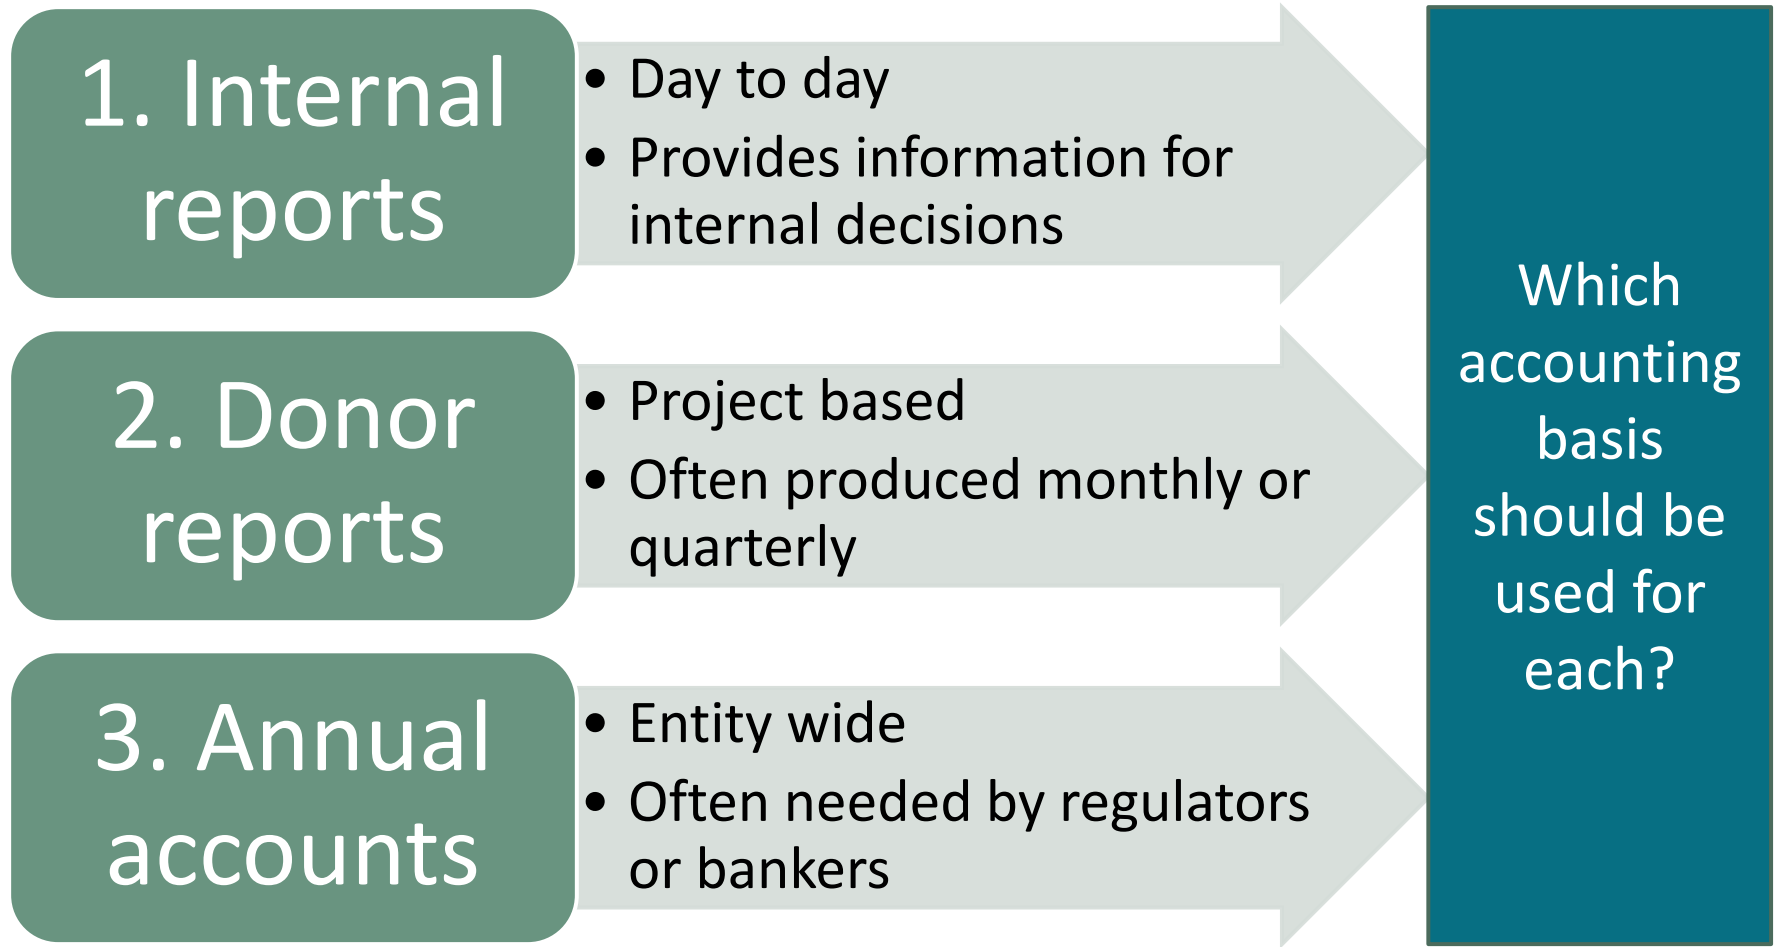 1. Internal
reports
• Day to day
• Provides information for
internal decisions
2. Donor
reports
• Project based
• Often produced monthly or
quarterly
3. Annual
accounts
• Entity wide
• Often needed by regulators
or bankers
Which
accounting
basis
should be
used for
each?